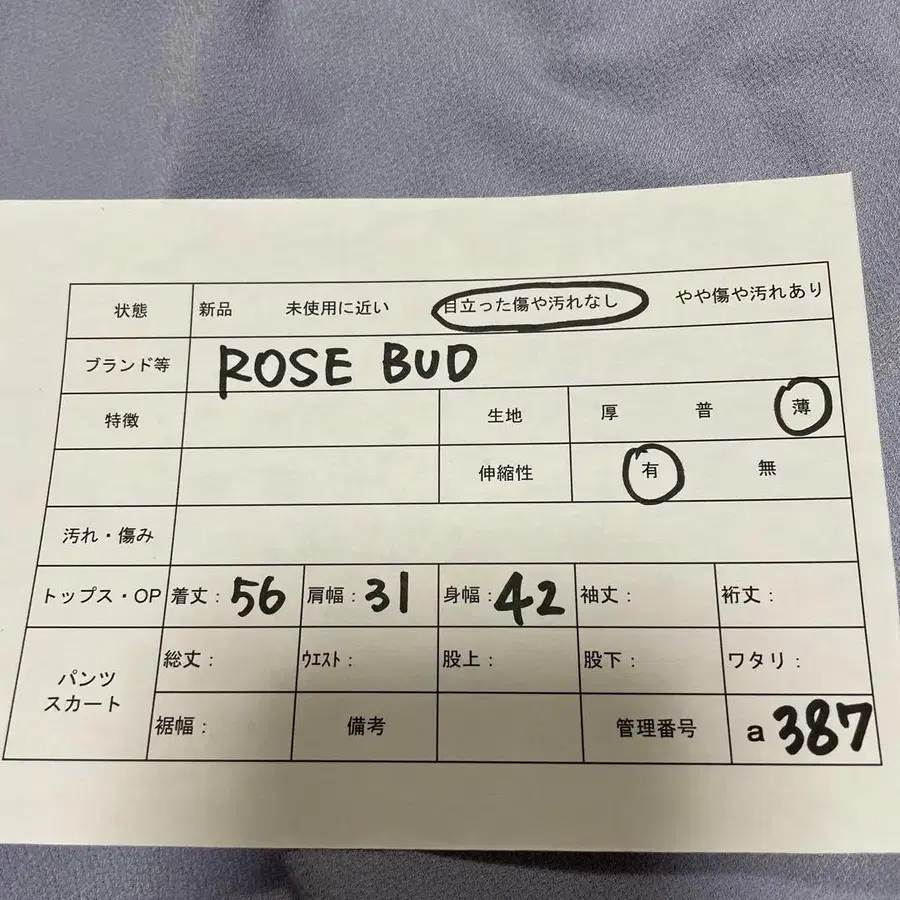 状態 新品 未使用に近い 目立った傷や汚れなし やや傷や汚れあり
ブランド等 ROSE BUD
特徴 生地 厚 普 薄
伸縮性 有 無
汚れ・傷み
トップス・OP 着丈: 56 肩幅: 31 身幅: 42 袖丈: 裄丈:
パンツ
スカート
総丈: ウエスト: 股上: 股下: ワタリ:
裾幅: 備考 管理番号 a 387